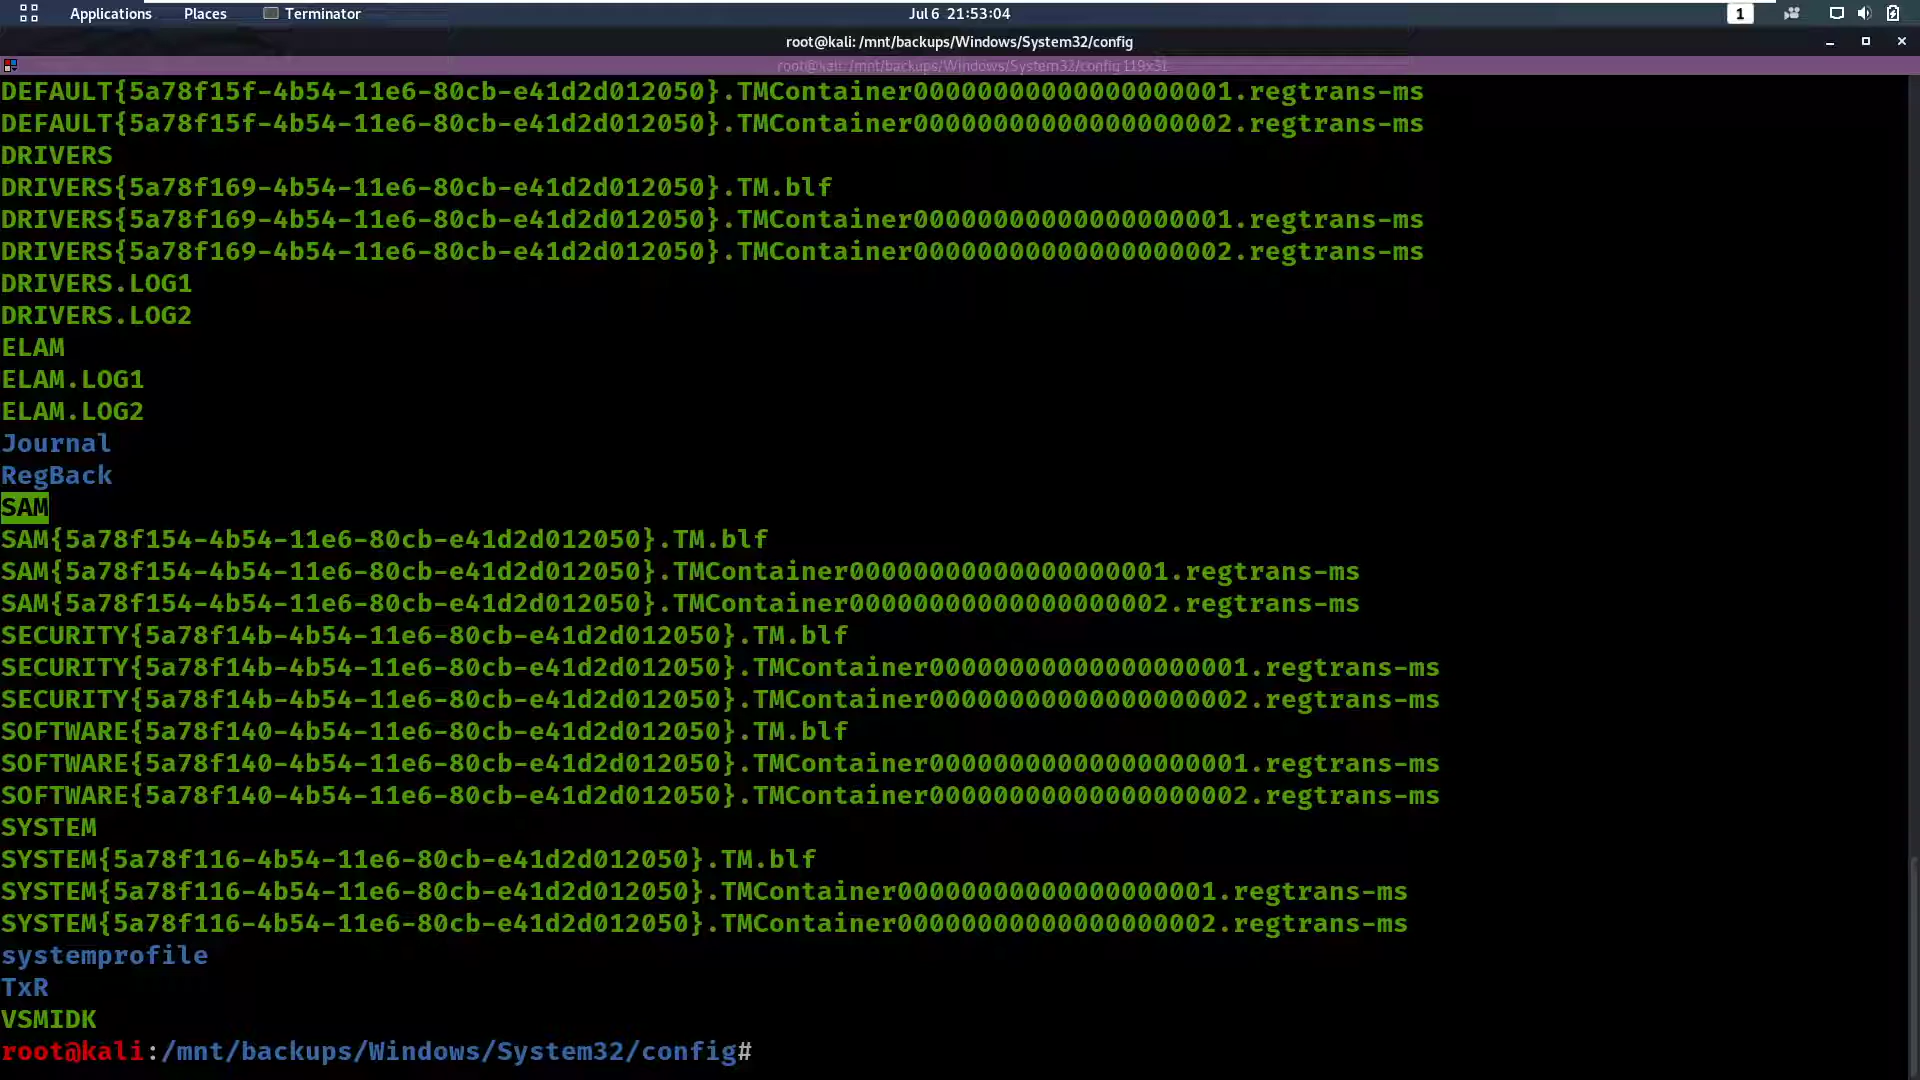 Applications Places Terminator Jul 6 21:53:04 1
root@kali: /mnt/backups/Windows/System32/config
root@kali: /mnt/backups/Windows/System32/config 119x31
DEFAULT{5a78f15f-4b54-11e6-80cb-e41d2d012050}.TMContainer00000000000000000001.regtrans-ms
DEFAULT{5a78f15f-4b54-11e6-80cb-e41d2d012050}.TMContainer00000000000000000002.regtrans-ms
DRIVERS
DRIVERS{5a78f169-4b54-11e6-80cb-e41d2d012050}.TM.blf
DRIVERS{5a78f169-4b54-11e6-80cb-e41d2d012050}.TMContainer00000000000000000001.regtrans-ms
DRIVERS{5a78f169-4b54-11e6-80cb-e41d2d012050}.TMContainer00000000000000000002.regtrans-ms
DRIVERS.LOG1
DRIVERS.LOG2
ELAM
ELAM.LOG1
ELAM.LOG2
Journal
RegBack
SAM
SAM{5a78f154-4b54-11e6-80cb-e41d2d012050}.TM.blf
SAM{5a78f154-4b54-11e6-80cb-e41d2d012050}.TMContainer00000000000000000001.regtrans-ms
SAM{5a78f154-4b54-11e6-80cb-e41d2d012050}.TMContainer00000000000000000002.regtrans-ms
SECURITY{5a78f14b-4b54-11e6-80cb-e41d2d012050}.TM.blf
SECURITY{5a78f14b-4b54-11e6-80cb-e41d2d012050}.TMContainer00000000000000000001.regtrans-ms
SECURITY{5a78f14b-4b54-11e6-80cb-e41d2d012050}.TMContainer00000000000000000002.regtrans-ms
SOFTWARE{5a78f140-4b54-11e6-80cb-e41d2d012050}.TM.blf
SOFTWARE{5a78f140-4b54-11e6-80cb-e41d2d012050}.TMContainer00000000000000000001.regtrans-ms
SOFTWARE{5a78f140-4b54-11e6-80cb-e41d2d012050}.TMContainer00000000000000000002.regtrans-ms
SYSTEM
SYSTEM{5a78f116-4b54-11e6-80cb-e41d2d012050}.TM.blf
SYSTEM{5a78f116-4b54-11e6-80cb-e41d2d012050}.TMContainer00000000000000000001.regtrans-ms
SYSTEM{5a78f116-4b54-11e6-80cb-e41d2d012050}.TMContainer00000000000000000002.regtrans-ms
systemprofile
TxR
VSMIDK
root@kali:/mnt/backups/Windows/System32/config#